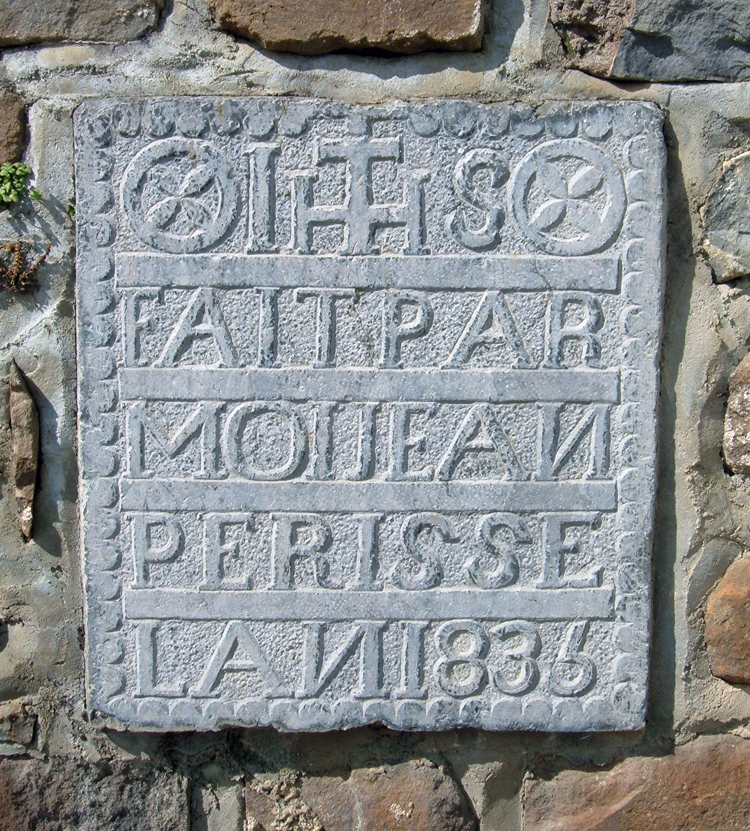 IHS
FAIT PAR
MOI JEAN
PERISSE
LAN 1836